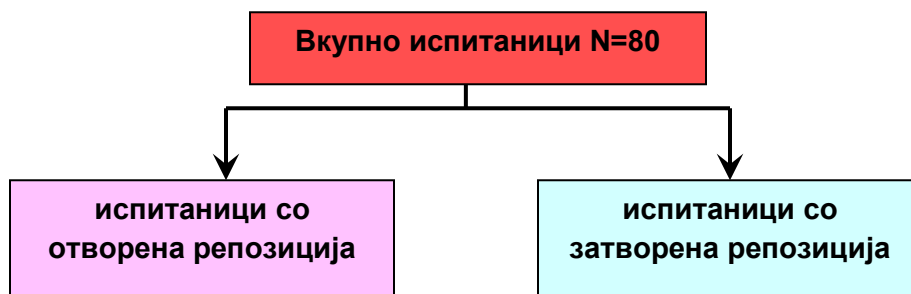 Вкупно испитаници N=80
испитаници со
отворена репозиција
испитаници со
затворена репозиција